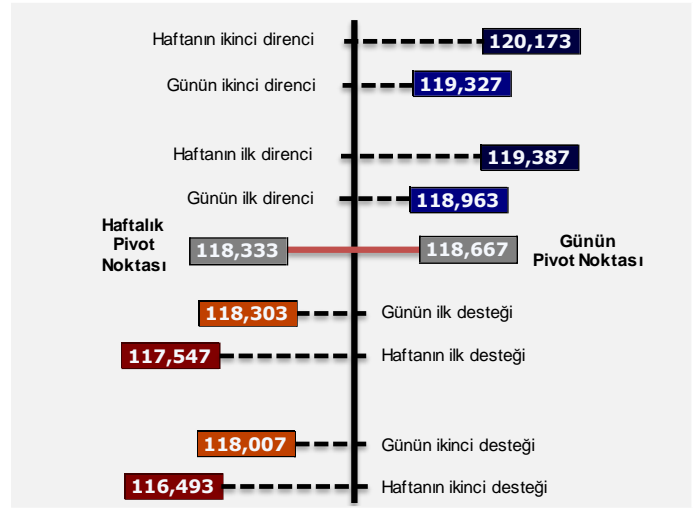 Haftanın ikinci direnci
120,173
Günün ikinci direnci
119,327
Haftanın ilk direnci
119,387
Günün ilk direnci
118,963
Haftalık
Pivot
Noktası
118,333
118,667
Günün
Pivot Noktası
118,303
Günün ilk desteği
117,547
Haftanın ilk desteği
118,007
Günün ikinci desteği
116,493
Haftanın ikinci desteği